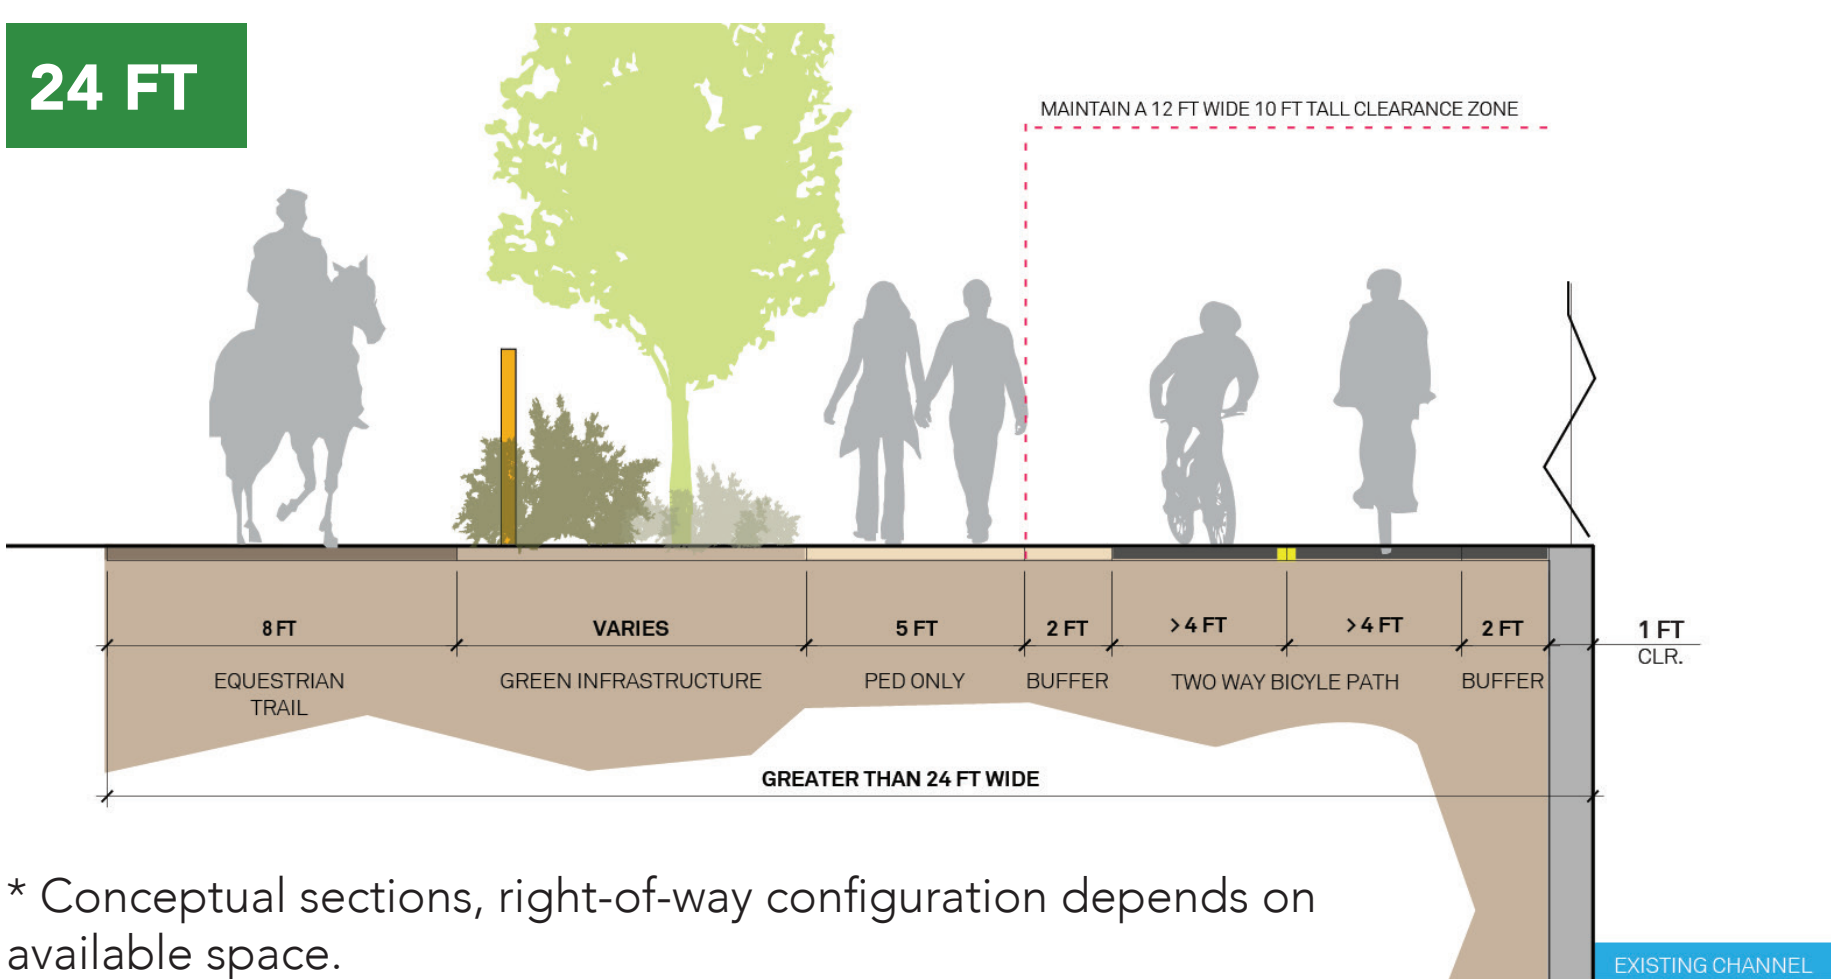 24 FT
MAINTAIN A 12 FT WIDE 10 FT TALL CLEARANCE ZONE
8 FT
VARIES
5 FT
2 FT
>4 FT
>4 FT
2 FT
1 FT
CLR.
EQUESTRIAN
TRAIL
GREEN INFRASTRUCTURE
PED ONLY
BUFFER
TWO WAY BICYLE PATH
BUFFER
GREATER THAN 24 FT WIDE
* Conceptual sections, right-of-way configuration depends on
available space.
EXISTING CHANNEL